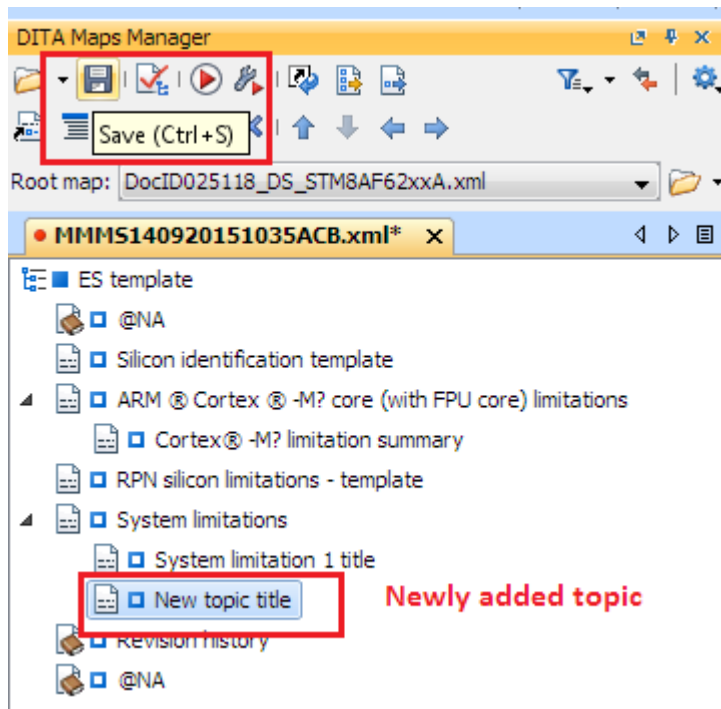 DITA Maps Manager
Save (Ctrl+S)
Root map: DocID025118_DS_STM8AF62xxA.xml
MMMS140920151035ACB.xml*
ES template
@NA
Silicon identification template
ARM ® Cortex ® -M? core (with FPU core) limitations
Cortex® -M? limitation summary
RPN silicon limitations - template
System limitations
System limitation 1 title
New topic title Newly added topic
Revision history
@NA